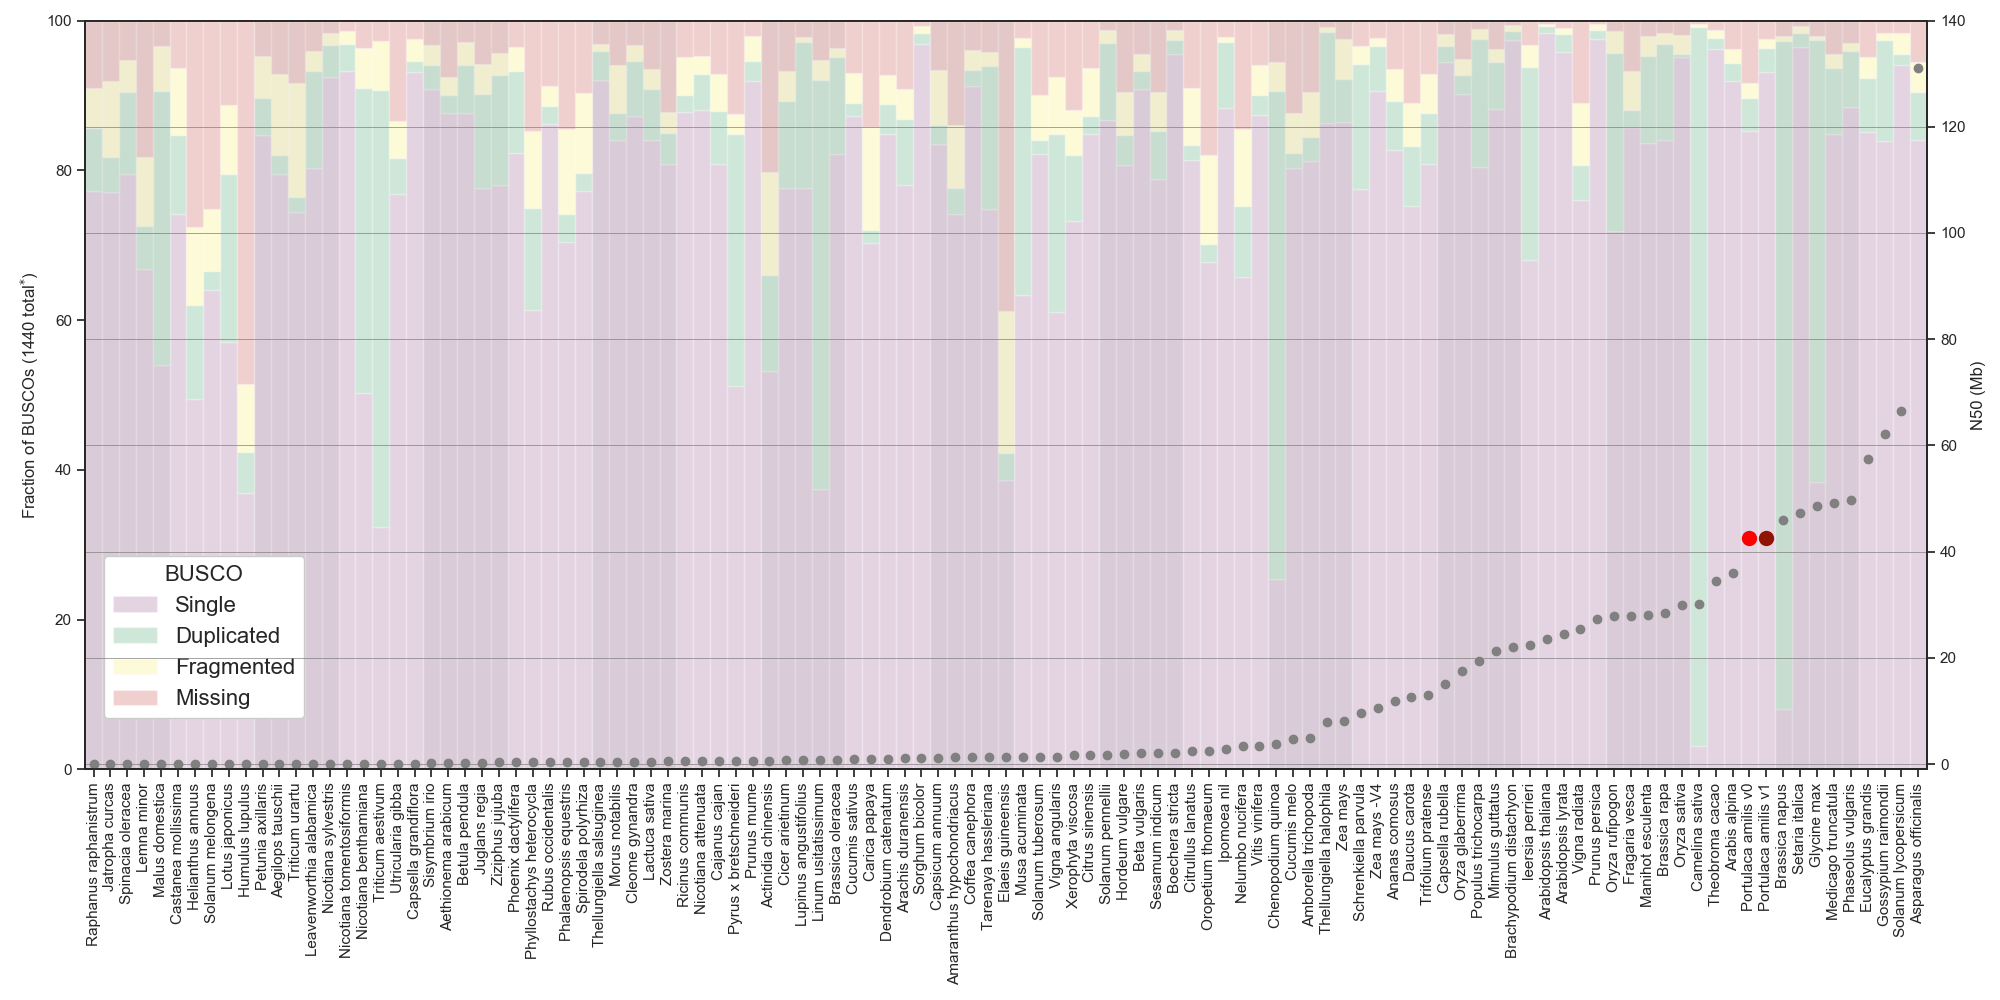 100
80
60
40
20
0
Fraction of BUSCOs (1440 total*)
140
120
100
80
60
40
20
0
N50 (Mb)
BUSCO
Single
Duplicated
Fragmented
Missing
Raphanus raphanistrum
Jatropha curcas
Spinacia oleracea
Lemna minor
Malus domestica
Castanea mollissima
Helianthus annuus
Solanum melongena
Lotus japonicus
Humulus lupulus
Petunia axillaris
Aegilops tauschii
Triticum urartu
Leavenworthia alabamica
Nicotiana sylvestris
Nicotiana tomentosiformis
Nicotiana benthamiana
Triticum aestivum
Utricularia gibba
Capsella grandiflora
Sisymbrium irio
Aethionema arabicum
Betula pendula
Juglans regia
Ziziphus jujuba
Phoenix dactylifera
Phyllostachys heterocycla
Rubus occidentalis
Phalaenopsis equestris
Spirodela polyrhiza
Thellungiella salsuginea
Morus notabilis
Cleome gynandra
Lactuca sativa
Zostera marina
Ricinus communis
Nicotiana attenuata
Cajanus cajan
Pyrus x bretschneideri
Prunus mume
Actinidia chinensis
Cicer arietinum
Lupinus angustifolius
Linum usitatissimum
Brassica oleracea
Cucumis sativus
Carica papaya
Dendrobium catenatum
Arachis duranensis
Sorghum bicolor
Capsicum annuum
Amaranthus hypochondriacus
Coffea canephora
Tarenaya hassleriana
Elaeis guineensis
Musa acuminata
Solanum tuberosum
Vigna angularis
Xerophyta viscosa
Citrus sinensis
Solanum pennellii
Hordeum vulgare
Beta vulgaris
Sesamum indicum
Boechera stricta
Citrullus lanatus
Oropetium thomaeum
Ipomoea nil
Nelumbo nucifera
Vitis vinifera
Chenopodium quinoa
Cucumis melo
Amborella trichopoda
Thellungiella halophila
Zea mays
Schrenkiella parvula
Zea mays -V4
Ananas comosus
Daucus carota
Trifolium pratense
Capsella rubella
Oryza glaberrima
Populus trichocarpa
Mimulus guttatus
Brachypodium distachyon
leersia perrieri
Arabidopsis thaliana
Arabidopsis lyrata
Vigna radiata
Prunus persica
Oryza rufipogon
Fragaria vesca
Manihot esculenta
Brassica rapa
Oryza sativa
Camelina sativa
Theobroma cacao
Arabis alpina
Portulaca amilis v0
Portulaca amilis v1
Brassica napus
Setaria italica
Glycine max
Medicago truncatula
Phaseolus vulgaris
Eucalyptus grandis
Gossypium raimondii
Solanum lycopersicum
Asparagus officinalis